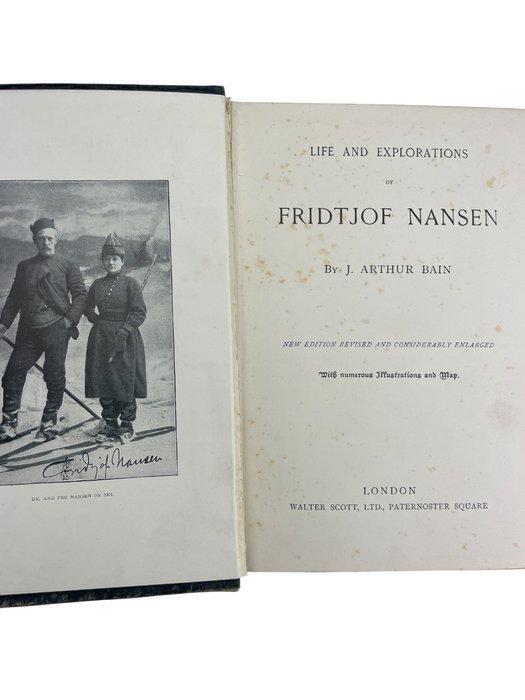 Fridtjof Nansen.
DR. AND FRU NANSEN ON SKI.
LIFE AND EXPLORATIONS
OF
FRIDTJOF NANSEN
BY J. ARTHUR BAIN
NEW EDITION REVISED AND CONSIDERABLY ENLARGED
With numerous Illustrations and Map.
LONDON
WALTER SCOTT, LTD., PATERNOSTER SQUARE